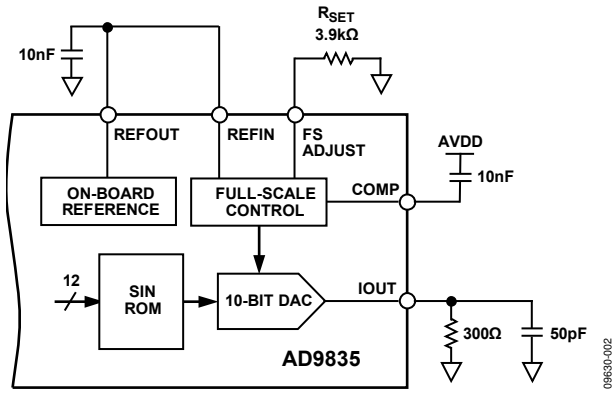 R_SET
3.9kΩ
10nF
REFOUT
REFIN
FS
ADJUST
AVDD
10nF
COMP
ON-BOARD
REFERENCE
FULL-SCALE
CONTROL
12
SIN
ROM
10-BIT DAC
IOUT
300Ω
50pF
AD9835
09630-002